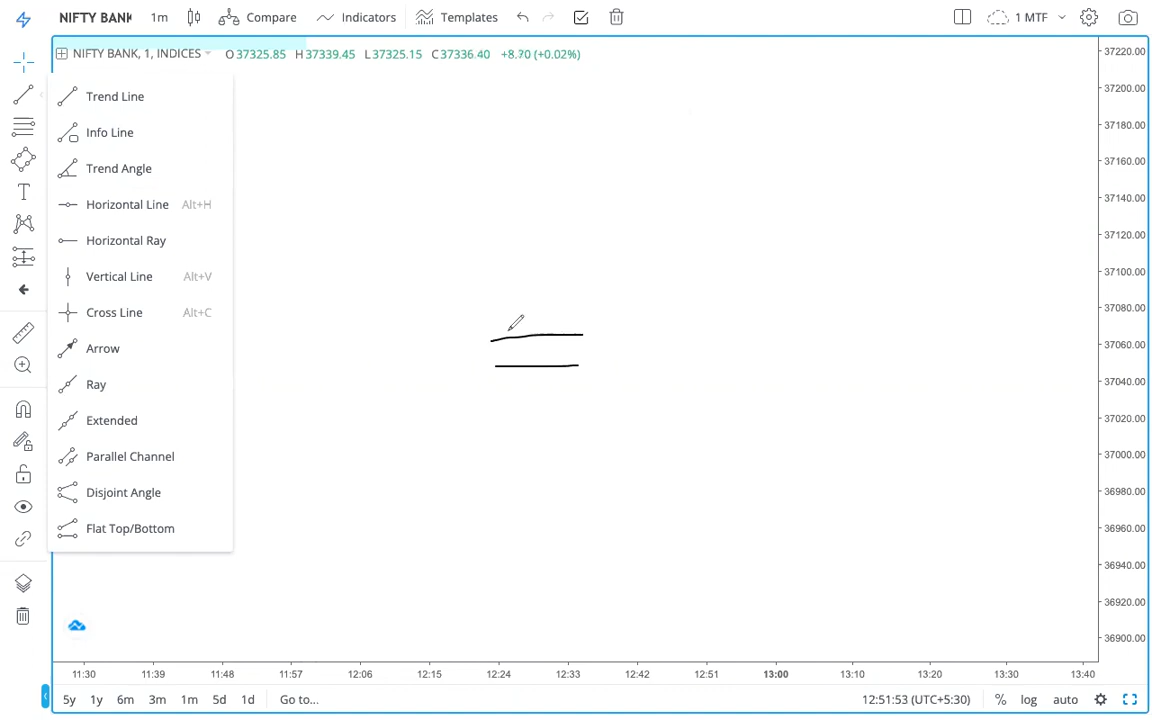 NIFTY BANK 1m Compare Indicators Templates 1 MTF
NIFTY BANK, 1, INDICES O37325.85 H37339.45 L37325.15 C37336.40 +8.70 (+0.02%)
Trend Line
Info Line
Trend Angle
Horizontal Line Alt+H
Horizontal Ray
Vertical Line Alt+V
Cross Line Alt+C
Arrow
Ray
Extended
Parallel Channel
Disjoint Angle
Flat Top/Bottom
37220.00
37200.00
37180.00
37160.00
37140.00
37120.00
37100.00
37080.00
37060.00
37040.00
37020.00
37000.00
36980.00
36960.00
36940.00
36920.00
36900.00
11:30 11:39 11:48 11:57 12:06 12:15 12:24 12:33 12:42 12:51 13:00 13:10 13:20 13:30 13:40
5y 1y 6m 3m 1m 5d 1d Go to... 12:51:53 (UTC+5:30) % log auto